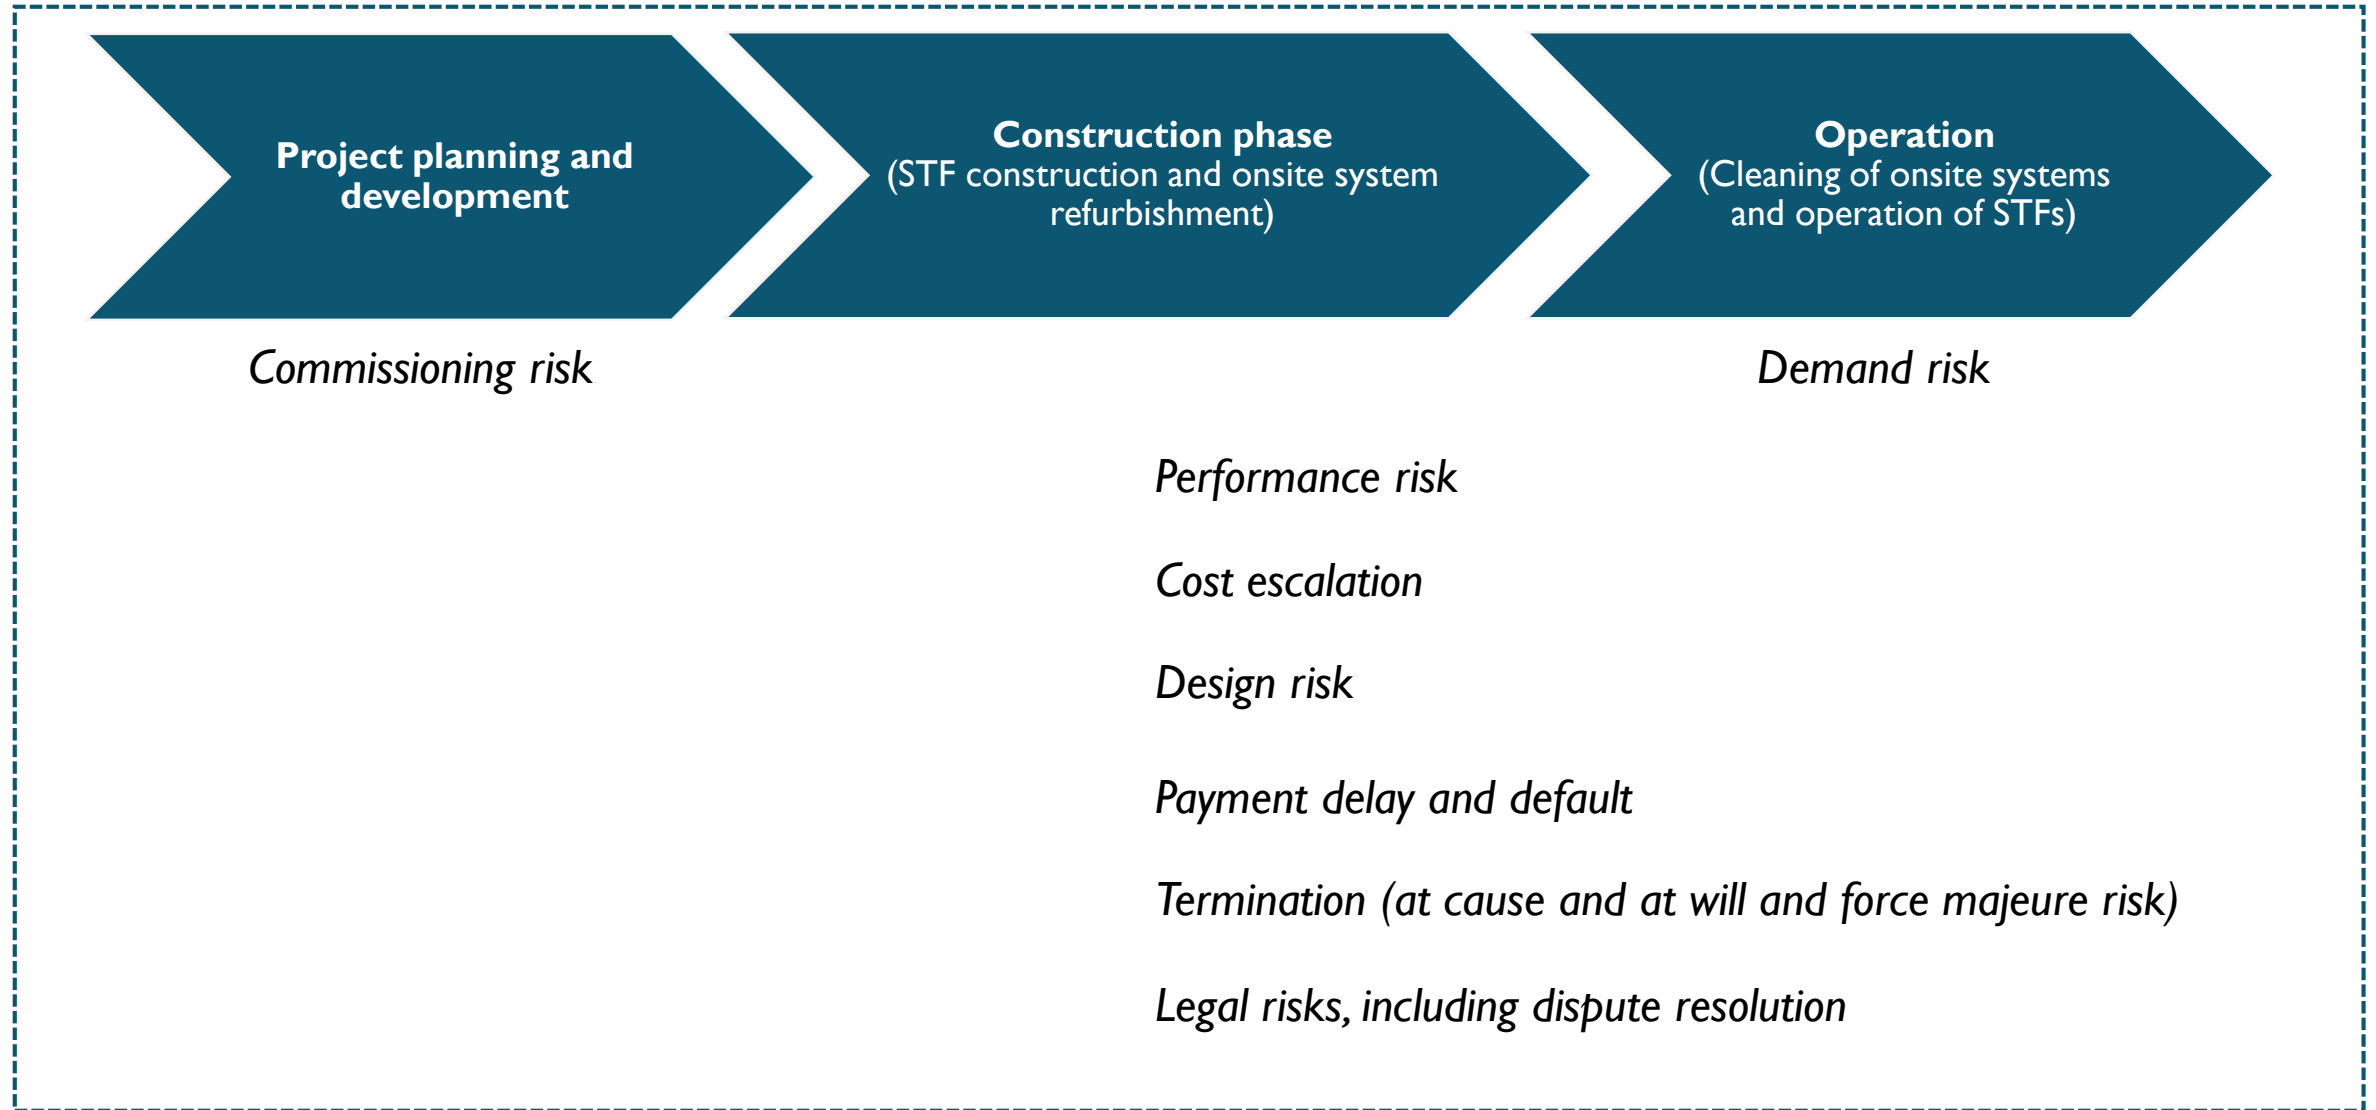 Project planning and
development
Construction phase
(STF construction and onsite system
refurbishment)
Operation
(Cleaning of onsite systems
and operation of STFs)
Commissioning risk
Demand risk
Performance risk
Cost escalation
Design risk
Payment delay and default
Termination (at cause and at will and force majeure risk)
Legal risks, including dispute resolution